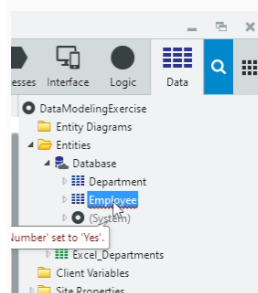 esses Interface Logic Data
DataModelingExercise
Entity Diagrams
Entities
Database
Department
Employee
(System)
Number' set to 'Yes'.
Excel_Departments
Client Variables
Site Properties